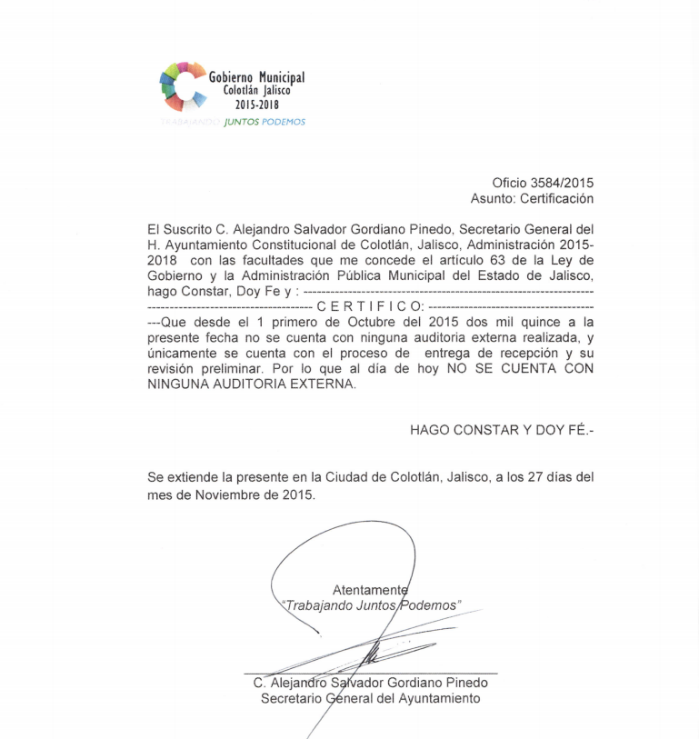 Gobierno Municipal
Colotlán Jalisco
2015-2018
TRABAJANDO JUNTOS PODEMOS
Oficio 3584/2015
Asunto: Certificación
El Suscrito C. Alejandro Salvador Gordiano Pinedo, Secretario General del
H. Ayuntamiento Constitucional de Colotlán, Jalisco, Administración 2015-
2018 con las facultades que me concede el artículo 63 de la Ley de
Gobierno y la Administración Pública Municipal del Estado de Jalisco,
hago Constar, Doy Fe y : ------------------------------------------------------------
---------------------------------- C E R T I F I C O: ----------------------------------
---Que desde el 1 primero de Octubre del 2015 dos mil quince a la
presente fecha no se cuenta con ninguna auditoria externa realizada, y
únicamente se cuenta con el proceso de entrega de recepción y su
revisión preliminar. Por lo que al día de hoy NO SE CUENTA CON
NINGUNA AUDITORIA EXTERNA.
HAGO CONSTAR Y DOY FÉ.-
Se extiende la presente en la Ciudad de Colotlán, Jalisco, a los 27 días del
mes de Noviembre de 2015.
Atentamente
“Trabajando Juntos Podemos”
C. Alejandro Salvador Gordiano Pinedo
Secretario General del Ayuntamiento